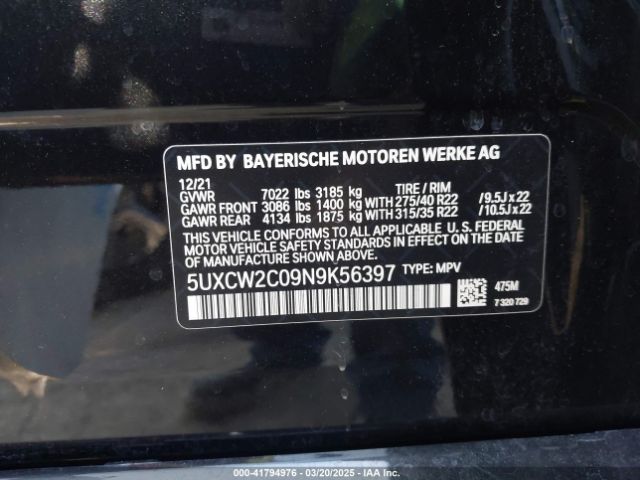 MFD BY BAYERISCHE MOTOREN WERKE AG
12/21
GVWR 7022 lbs 3185 kg TIRE / RIM
GAWR FRONT 3086 lbs 1400 kg WITH 275/40 R22 /9.5J x 22
GAWR REAR 4134 lbs 1875 kg WITH 315/35 R22 /10.5J x 22
THIS VEHICLE CONFORMS TO ALL APPLICABLE U. S. FEDERAL
MOTOR VEHICLE SAFETY STANDARDS IN EFFECT ON THE DATE
OF MANUFACTURE SHOWN ABOVE.
5UXCW2C09N9K56397 TYPE: MPV
475M
7 320 729
000-41794976 - 03/20/2025 - IAA Inc.